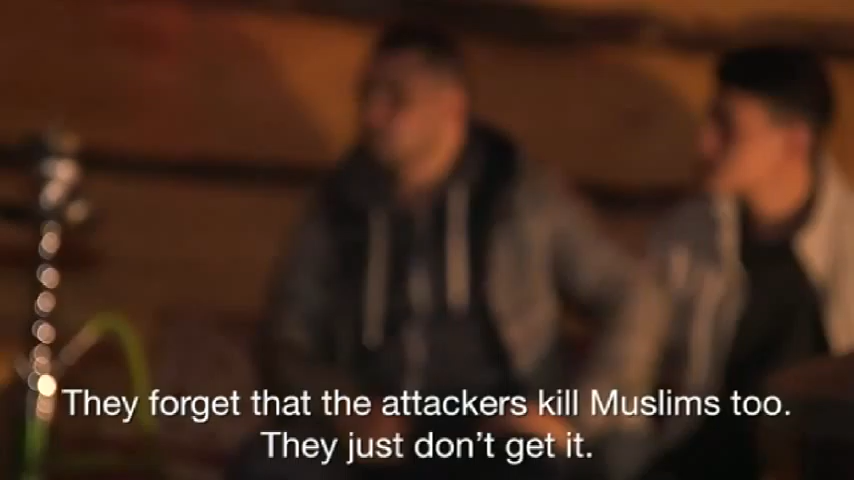 They forget that the attackers kill Muslims too.
They just don't get it.